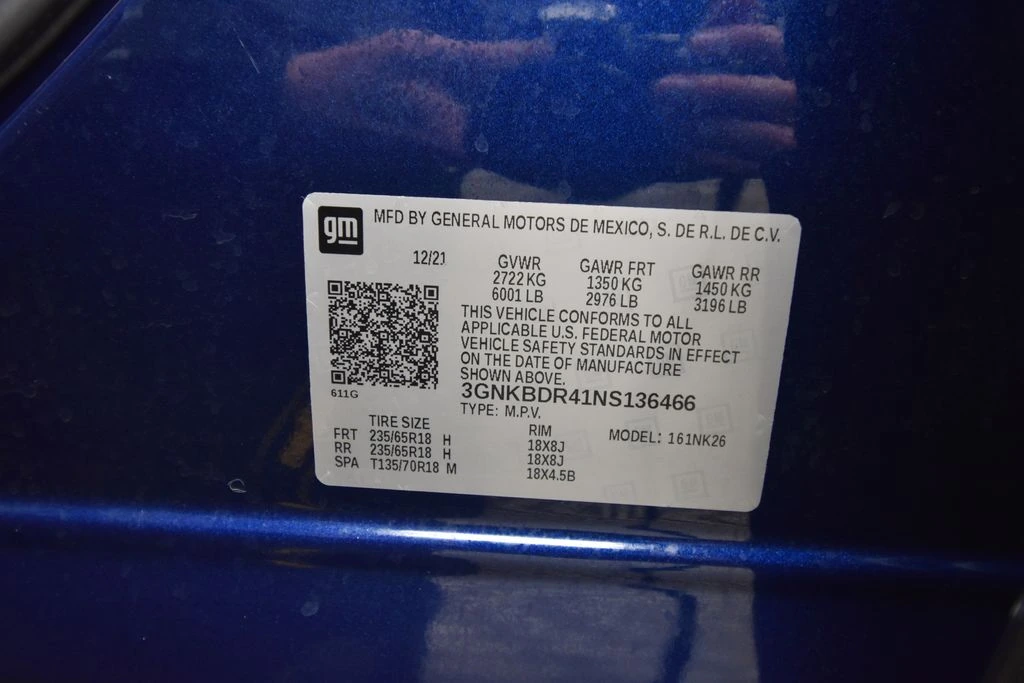 gm
MFD BY GENERAL MOTORS DE MEXICO, S. DE R.L. DE C.V.
12/21
GVWR GAWR FRT GAWR RR
2722 KG 1350 KG 1450 KG
6001 LB 2976 LB 3196 LB
THIS VEHICLE CONFORMS TO ALL
APPLICABLE U.S. FEDERAL MOTOR
VEHICLE SAFETY STANDARDS IN EFFECT
ON THE DATE OF MANUFACTURE
SHOWN ABOVE.
611G
3GNKBDR41NS136466
TYPE: M.P.V.
TIRE SIZE RIM MODEL: 161NK26
FRT 235/65R18 H 18X8J
RR 235/65R18 H 18X8J
SPA T135/70R18 M 18X4.5B